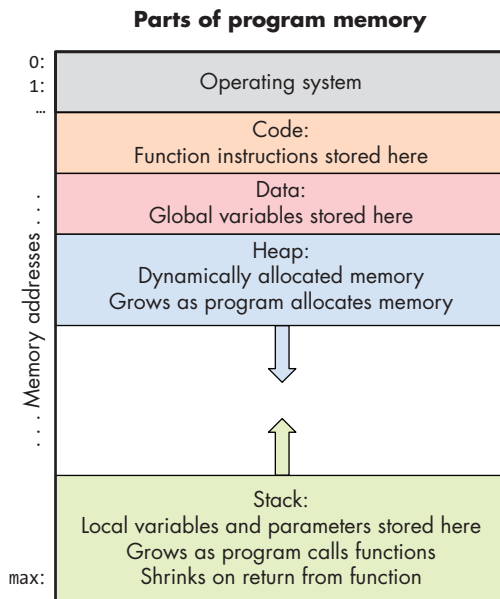 Parts of program memory
0:
1:
...
Operating system
Code:
Function instructions stored here
Data:
Global variables stored here
Heap:
Dynamically allocated memory
Grows as program allocates memory
. . . . Memory addresses . . . .
Stack:
Local variables and parameters stored here
Grows as program calls functions
max:
Shrinks on return from function